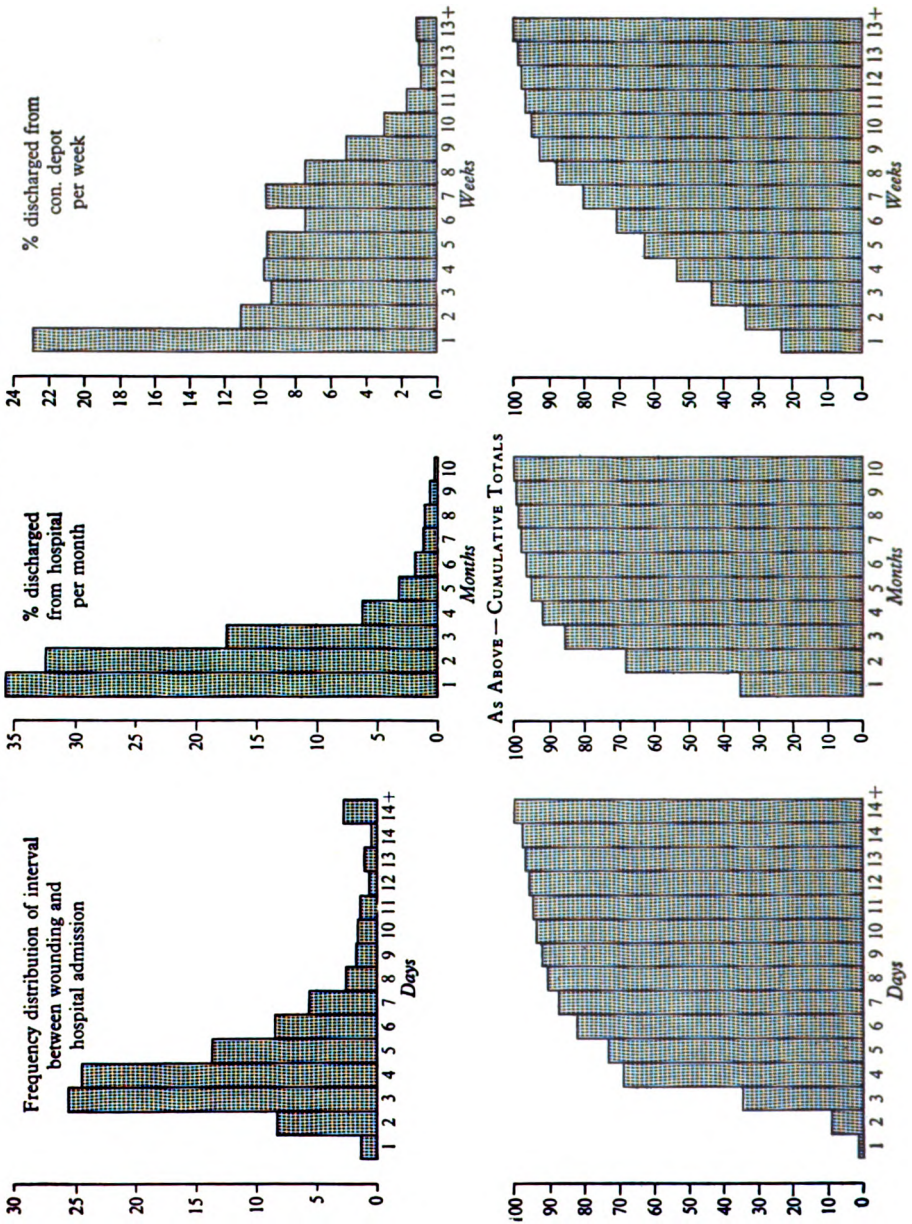 Frequency distribution of interval
between wounding and
hospital admission
30
25
20
15
10
5
0
1 2 3 4 5 6 7 8 9 10 11 12 13 14 14+
Days
% discharged
from hospital
per month
35
30
25
20
15
10
5
0
1 2 3 4 5 6 7 8 9 10
Months
% discharged from
con. depot
per week
24
22
20
18
16
14
12
10
8
6
4
2
0
1 2 3 4 5 6 7 8 9 10 11 12 13 13+
Weeks
As Above—Cumulative Totals
100
90
80
70
60
50
40
30
20
10
0
1 2 3 4 5 6 7 8 9 10 11 12 13 14 14+
Days
100
90
80
70
60
50
40
30
20
10
0
1 2 3 4 5 6 7 8 9 10
Months
100
90
80
70
60
50
40
30
20
10
0
1 2 3 4 5 6 7 8 9 10 11 12 13 13+
Weeks